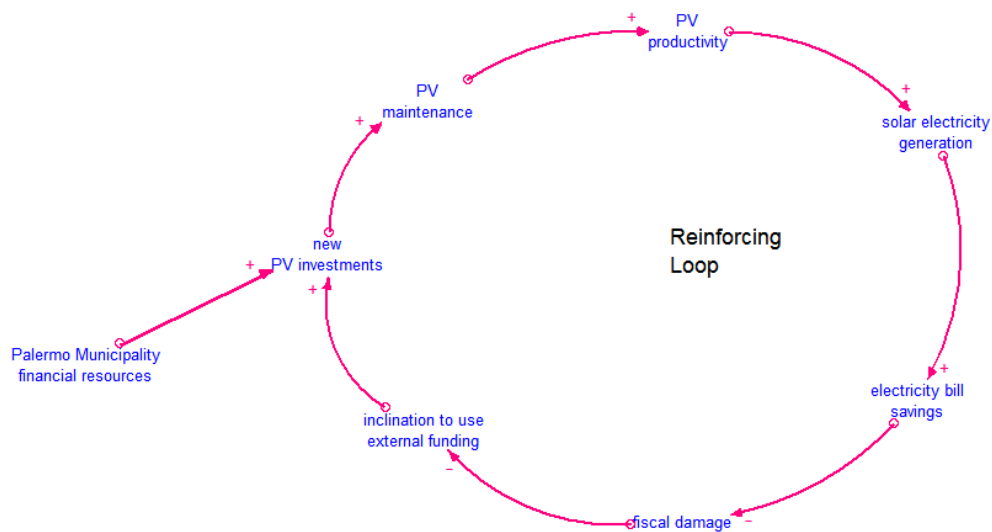 +
PV
productivity
PV
maintenance
+
+
solar electricity
generation
+
new
PV investments
+
+
Reinforcing
Loop
Palermo Municipality
financial resources
+
electricity bill
savings
inclination to use
external funding
−
fiscal damage
−